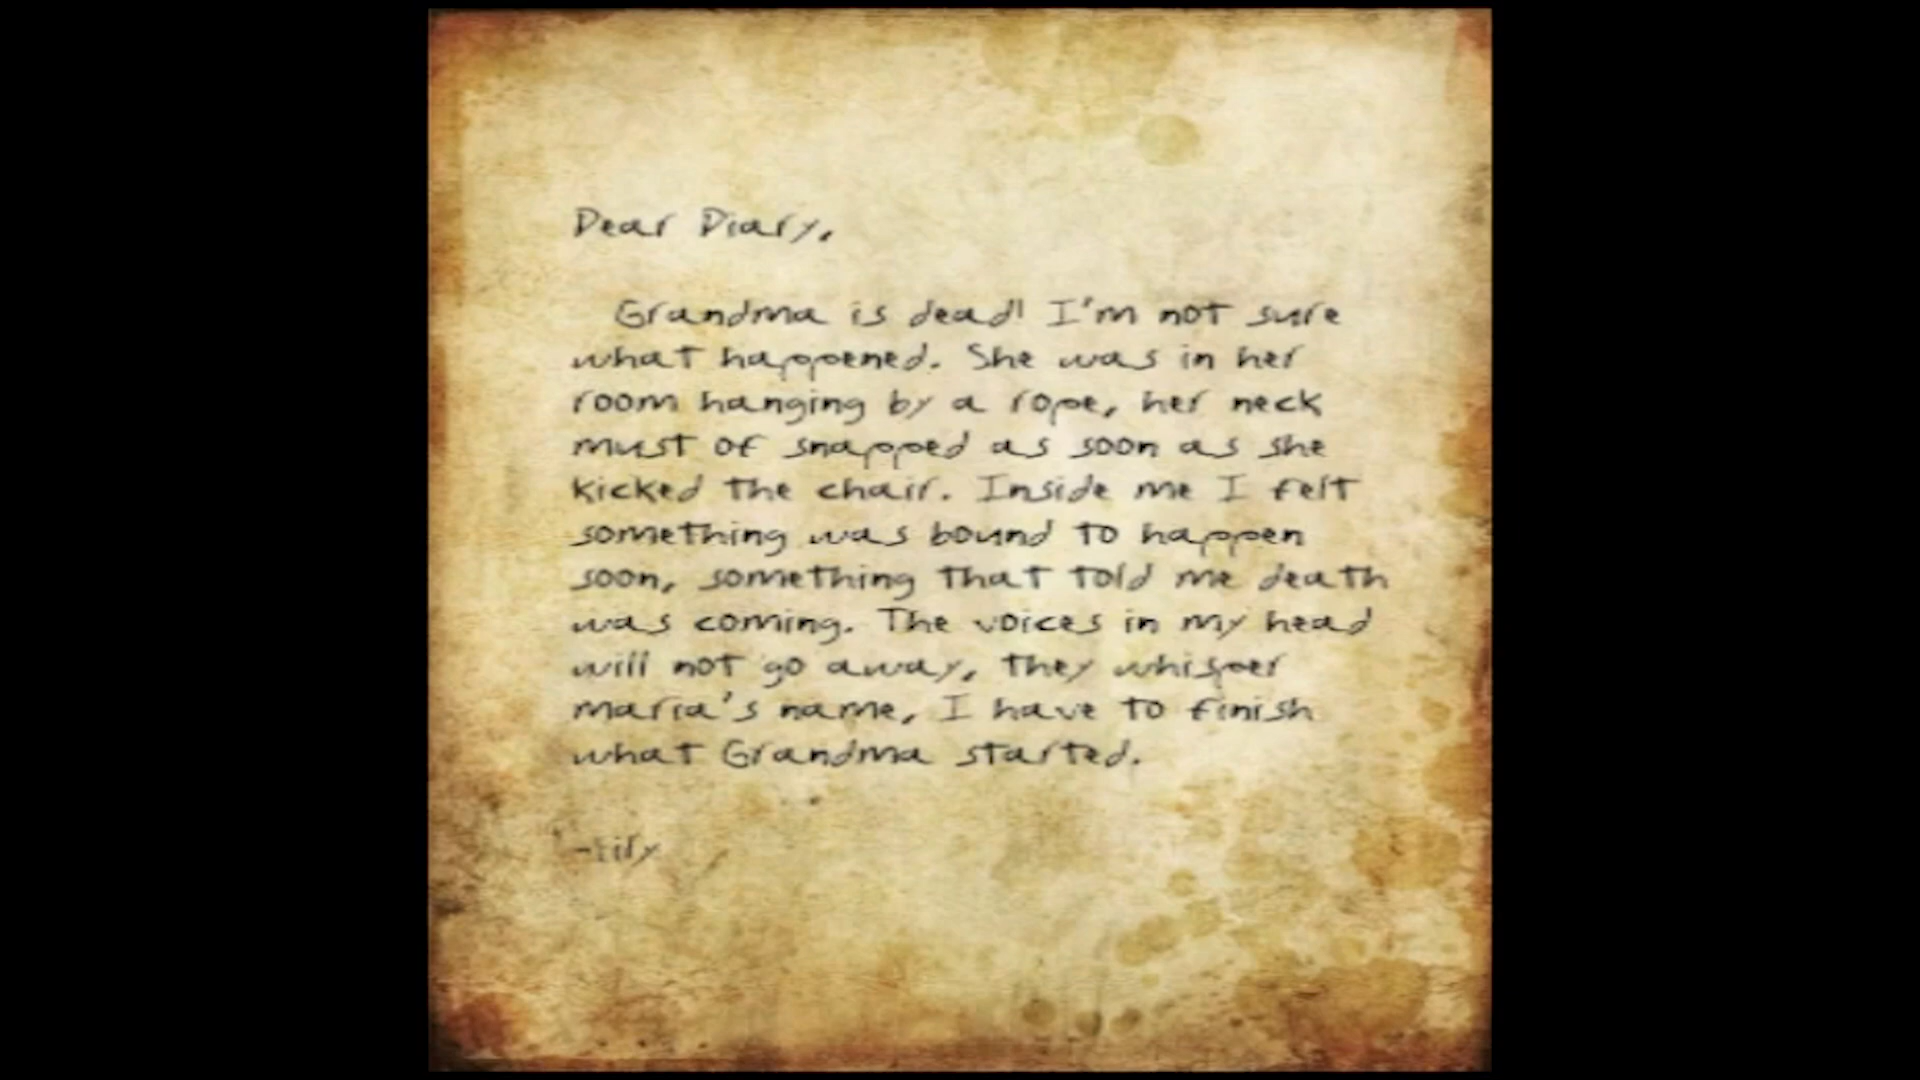 Dear Diary,
Grandma is dead! I'm not sure
what happened. She was in her
room hanging by a rope, her neck
must of snapped as soon as she
kicked the chair. Inside me I felt
something was bound to happen
soon, something that told me death
was coming. The voices in my head
will not go away, they whisper
maria's name, I have to finish
what Grandma started.
-Lily